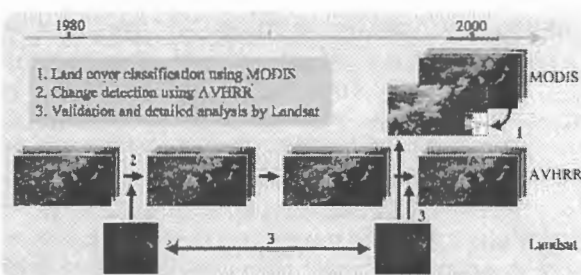 1980 2000
1. Land cover classification using MODIS
2. Change detection using AVHRR
3. Validation and detailed analysis by Landsat
MODIS
1
2
AVHRR
3
3
Landsat